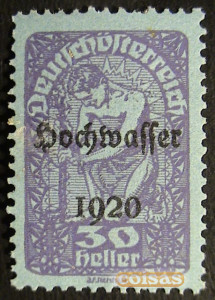 Deutschösterreich
Hochwasser
1920
30
Heller
coisas